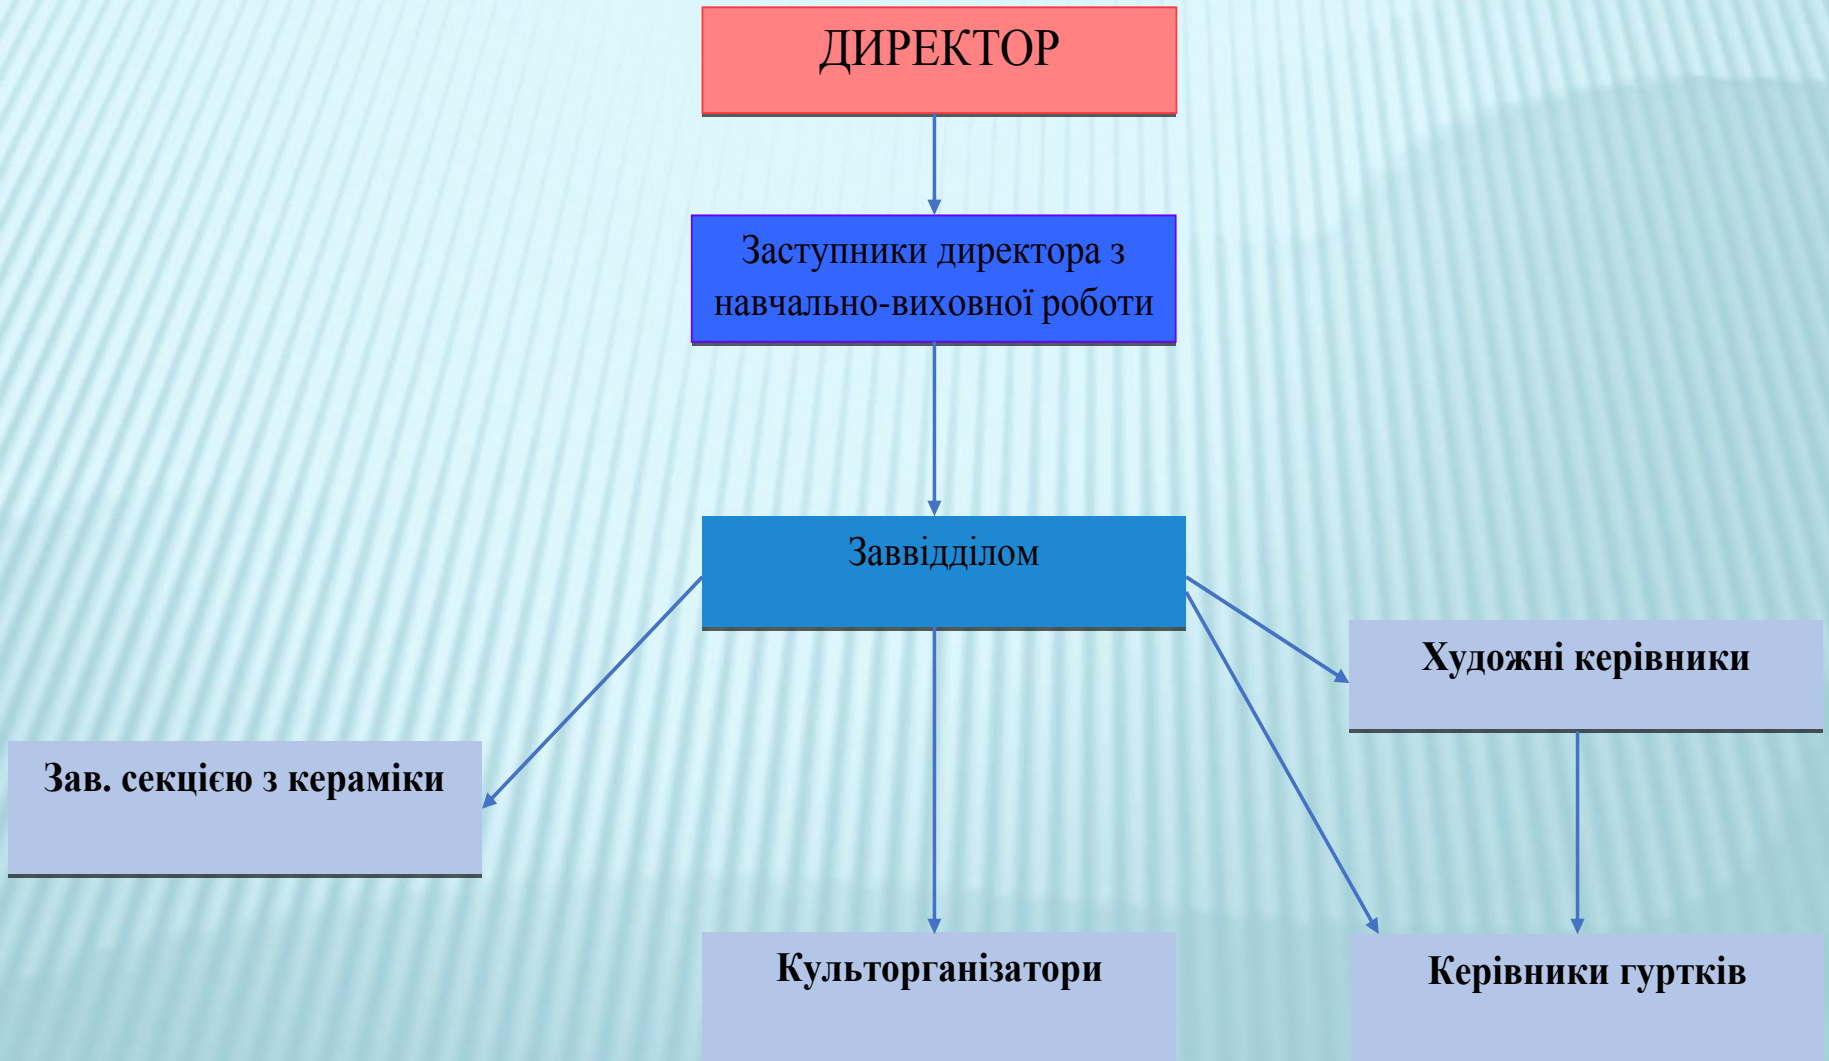 ДИРЕКТОР
Заступники директора з
навчально-виховної роботи
Заввідділом
Художні керівники
Зав. секцією з кераміки
Культорганізатори
Керівники гуртків